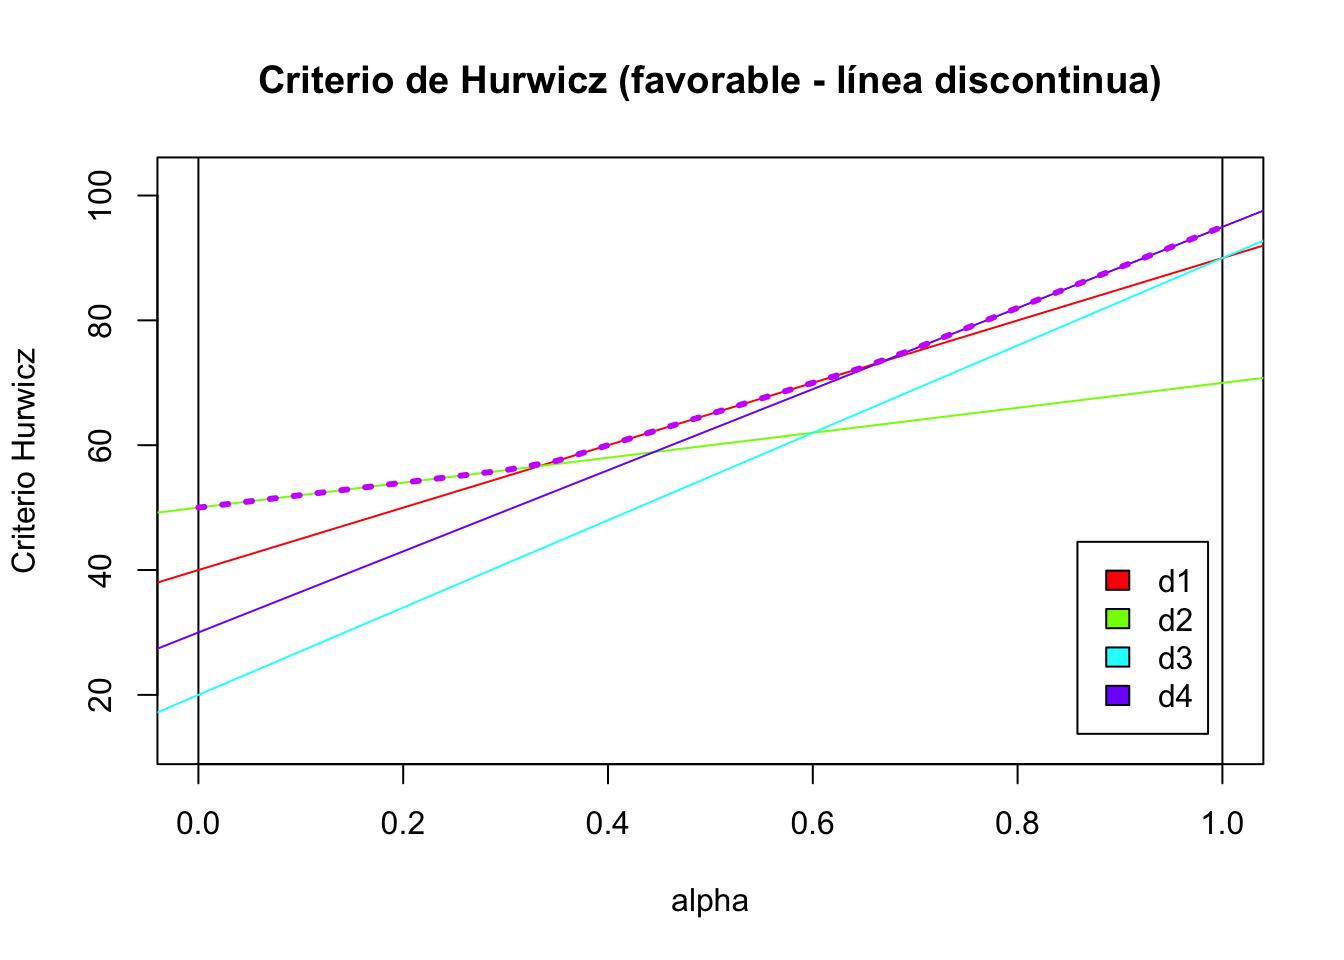 Criterio de Hurwicz (favorable - línea discontinua)
Criterio Hurwicz
100
80
60
40
20
d1
d2
d3
d4
0.0 0.2 0.4 0.6 0.8 1.0
alpha